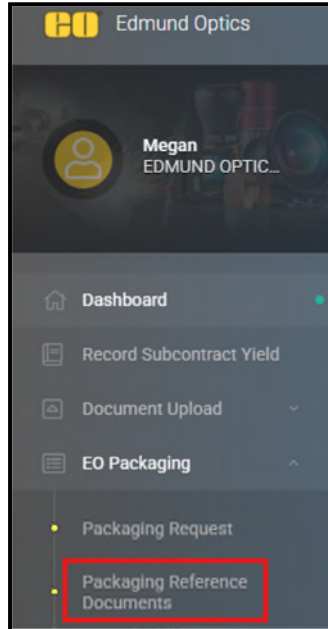 EO Edmund Optics
Megan
EDMUND OPTIC...
Dashboard
Record Subcontract Yield
Document Upload
EO Packaging
Packaging Request
Packaging Reference
Documents